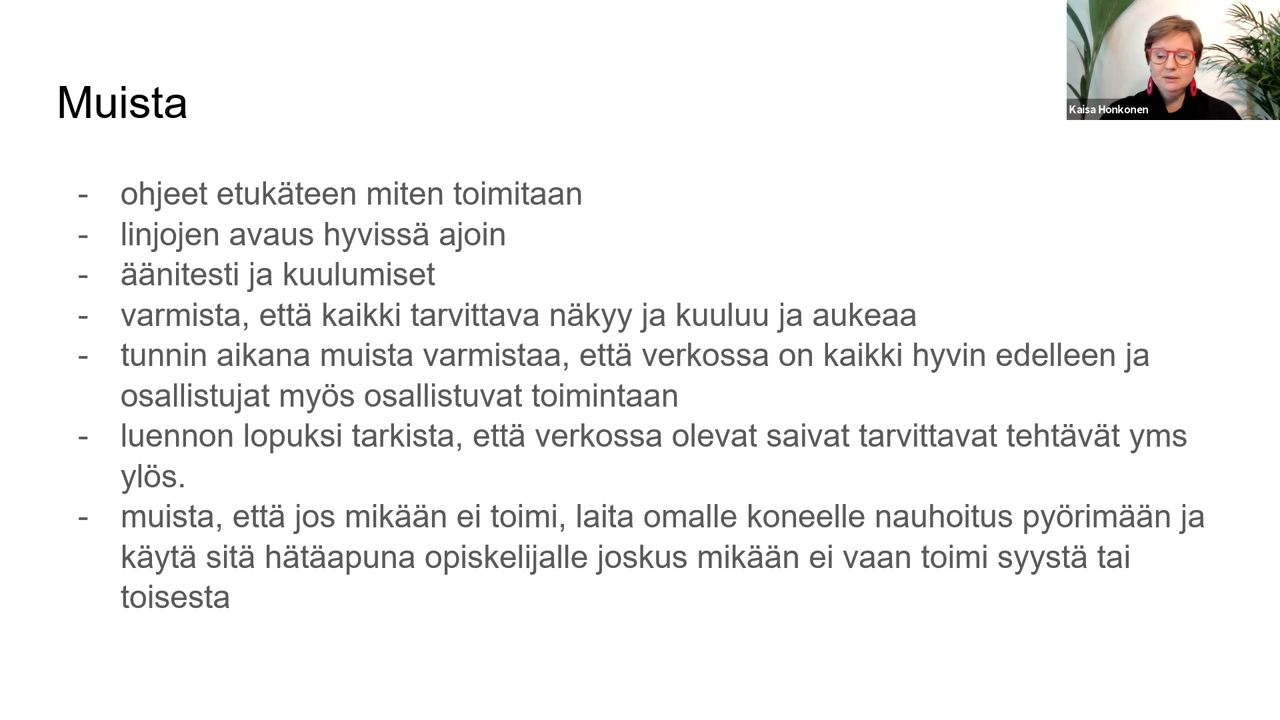 Muista
Kaisa Honkonen
- ohjeet etukäteen miten toimitaan
- linjojen avaus hyvissä ajoin
- äänitesti ja kuulumiset
- varmista, että kaikki tarvittava näkyy ja kuuluu ja aukeaa
- tunnin aikana muista varmistaa, että verkossa on kaikki hyvin edelleen ja
osallistujat myös osallistuvat toimintaan
- luennon lopuksi tarkista, että verkossa olevat saivat tarvittavat tehtävät yms
ylös.
- muista, että jos mikään ei toimi, laita omalle koneelle nauhoitus pyörimään ja
käytä sitä hätäapuna opiskelijalle joskus mikään ei vaan toimi syystä tai
toisesta